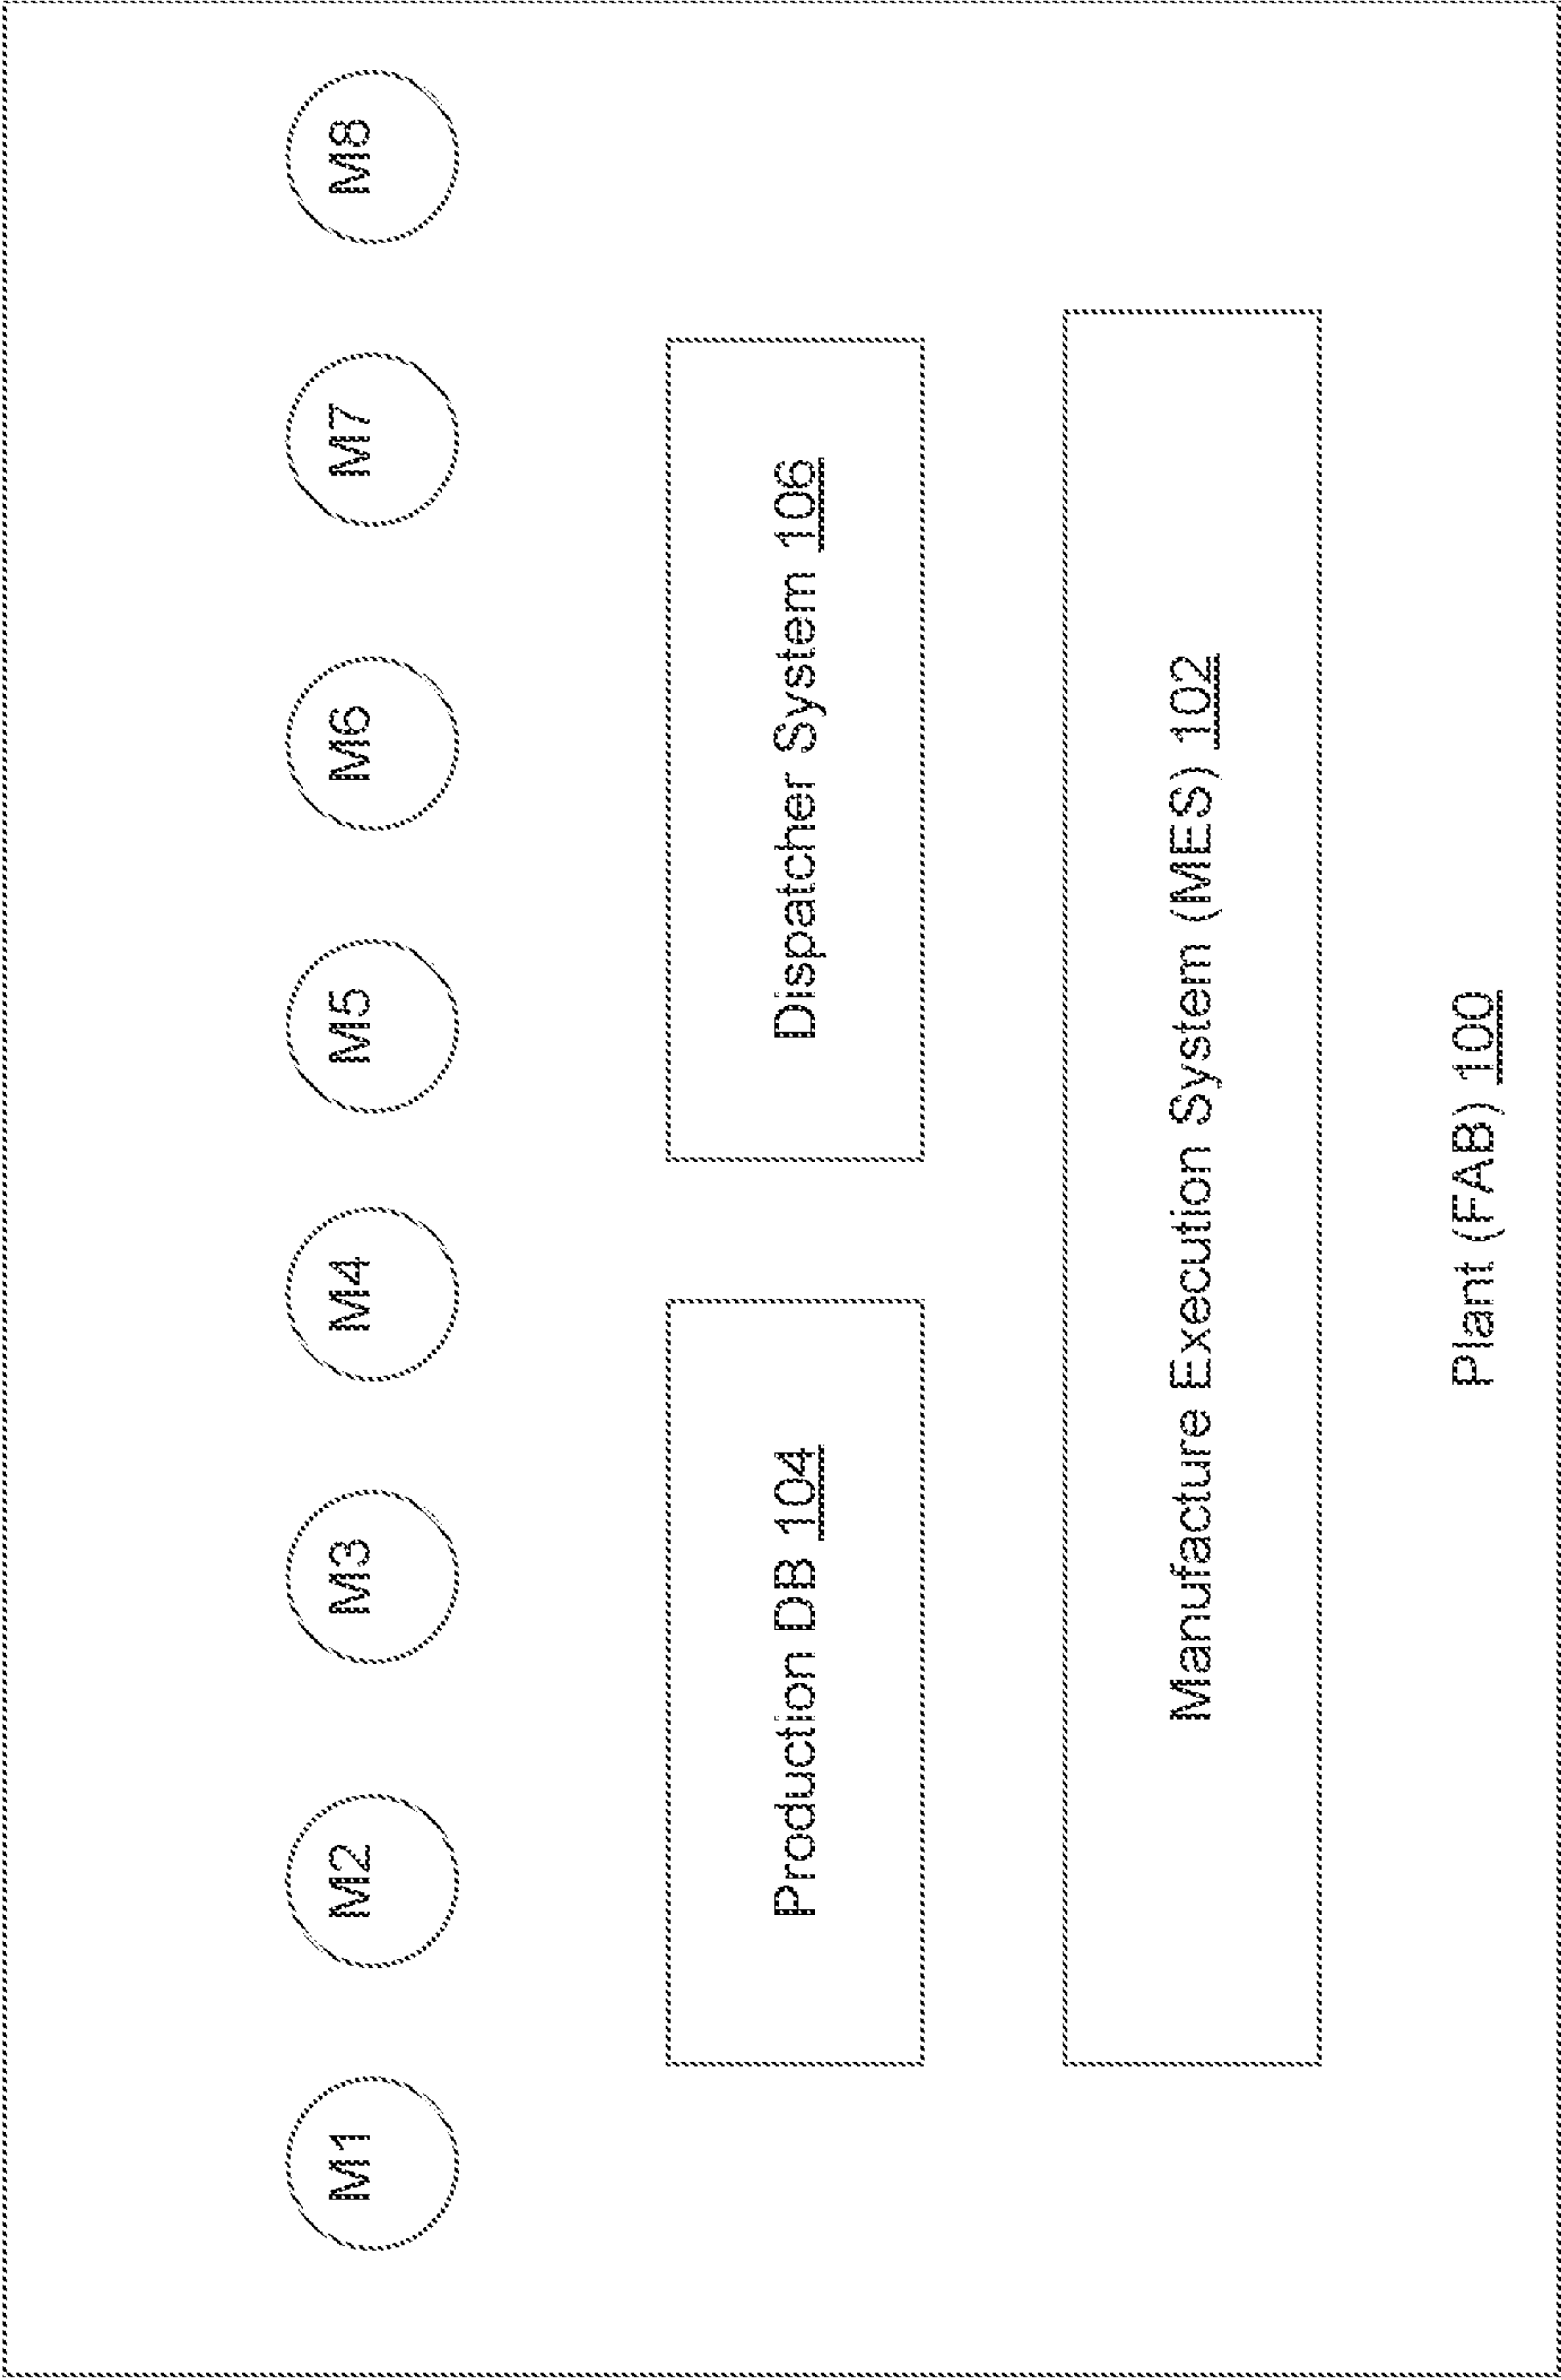 M1
M2
M3
M4
M5
M6
M7
M8
Production DB 104
Dispatcher System 106
Manufacture Execution System (MES) 102
Plant (FAB) 100